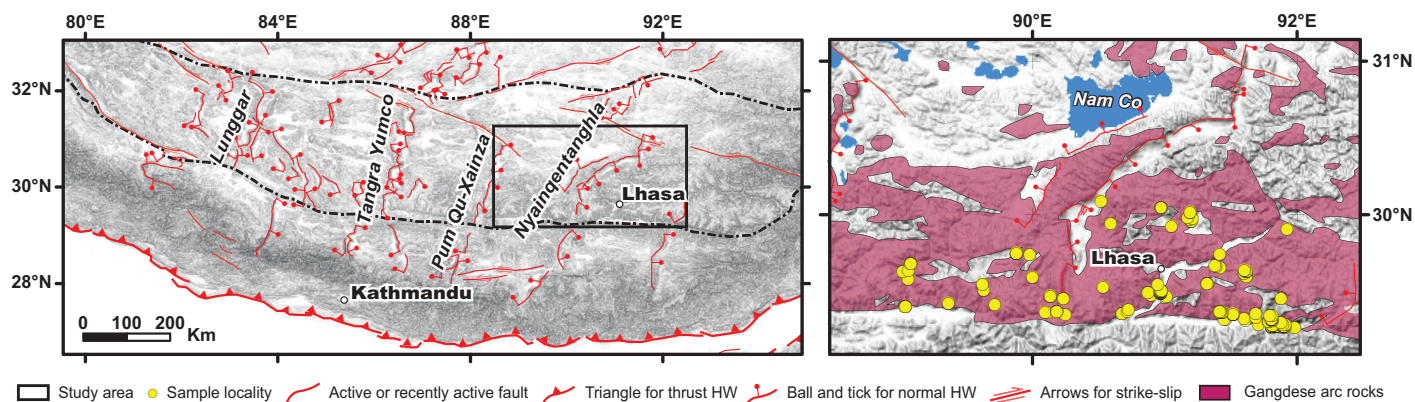 80°E 84°E 88°E 92°E 90°E 92°E
32°N
30°N
28°N
31°N
30°N
Lunggar
Tangra Yumco
Pum Qu-Xainza
Nyainqentanghla
Lhasa
Kathmandu
0 100 200 Km
Nam Co
Lhasa
Study area Sample locality Active or recently active fault Triangle for thrust HW Ball and tick for normal HW Arrows for strike-slip Gangdese arc rocks